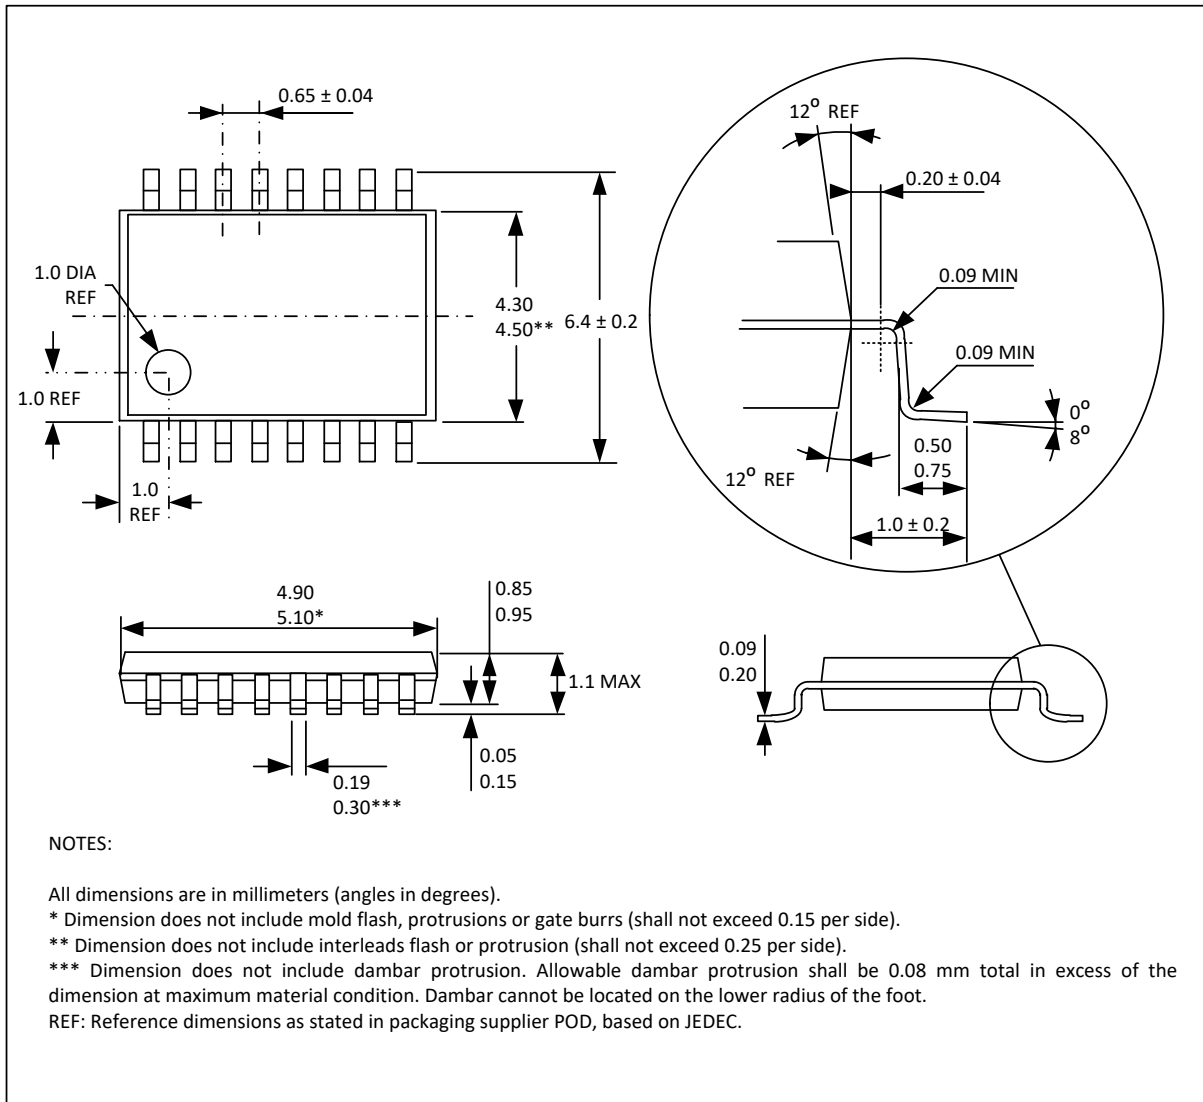 0.65 ± 0.04
12° REF
0.20 ± 0.04
1.0 DIA
REF
0.09 MIN
4.30
4.50**
6.4 ± 0.2
0.09 MIN
1.0 REF
0°
8°
0.50
0.75
12° REF
1.0
REF
1.0 ± 0.2
4.90
5.10*
0.85
0.95
0.09
0.20
1.1 MAX
0.05
0.15
0.19
0.30***
NOTES:
All dimensions are in millimeters (angles in degrees).
* Dimension does not include mold flash, protrusions or gate burrs (shall not exceed 0.15 per side).
** Dimension does not include interleads flash or protrusion (shall not exceed 0.25 per side).
*** Dimension does not include dambar protrusion. Allowable dambar protrusion shall be 0.08 mm total in excess of the
dimension at maximum material condition. Dambar cannot be located on the lower radius of the foot.
REF: Reference dimensions as stated in packaging supplier POD, based on JEDEC.